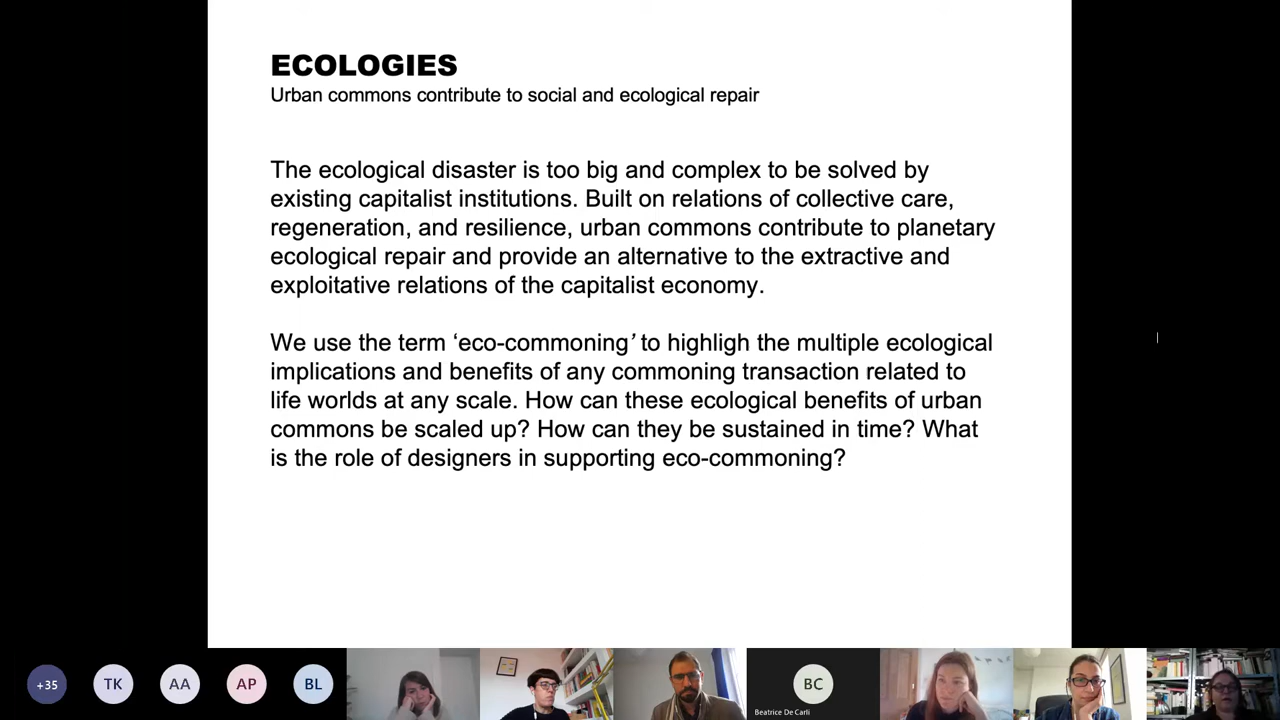 ECOLOGIES
Urban commons contribute to social and ecological repair
The ecological disaster is too big and complex to be solved by
existing capitalist institutions. Built on relations of collective care,
regeneration, and resilience, urban commons contribute to planetary
ecological repair and provide an alternative to the extractive and
exploitative relations of the capitalist economy.
We use the term ‘eco-commoning’ to highligh the multiple ecological
implications and benefits of any commoning transaction related to
life worlds at any scale. How can these ecological benefits of urban
commons be scaled up? How can they be sustained in time? What
is the role of designers in supporting eco-commoning?
+35 TK AA AP BL BC
Beatrice De Carli